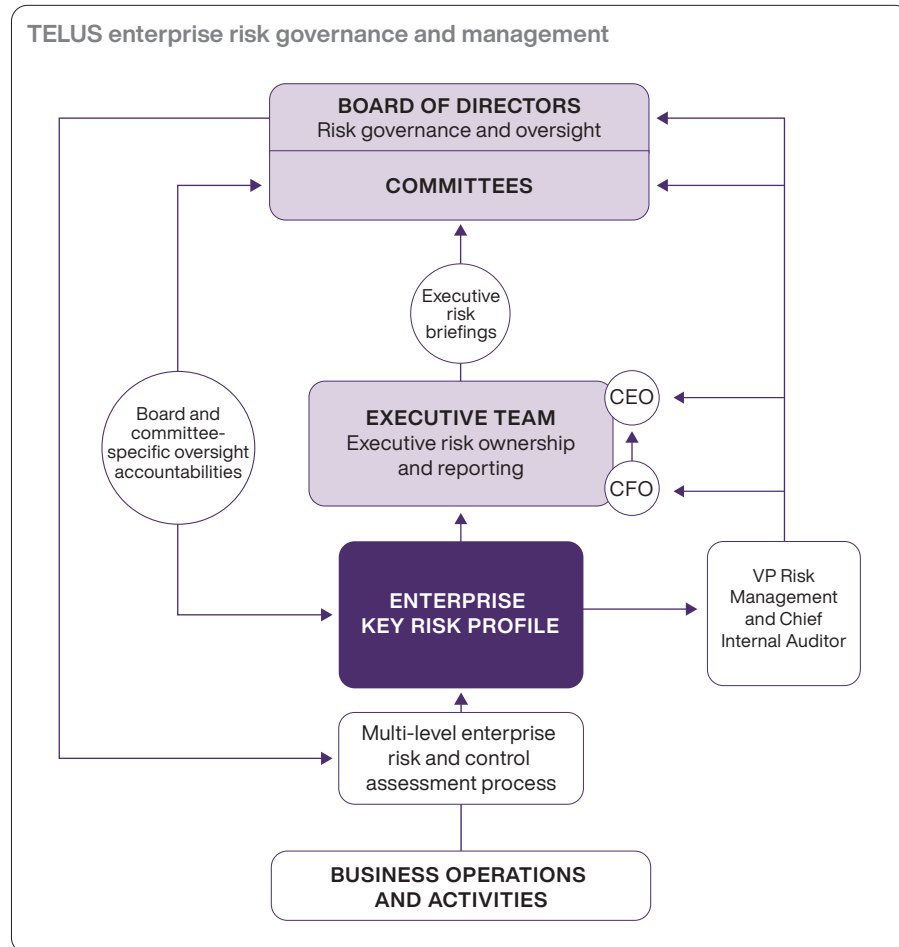 TELUS enterprise risk governance and management
BOARD OF DIRECTORS
Risk governance and oversight
COMMITTEES
Executive
risk
briefings
Board and
committee-
specific oversight
accountabilities
EXECUTIVE TEAM
Executive risk ownership
and reporting
CEO
CFO
ENTERPRISE
KEY RISK PROFILE
VP Risk
Management
and Chief
Internal Auditor
Multi-level enterprise
risk and control
assessment process
BUSINESS OPERATIONS
AND ACTIVITIES